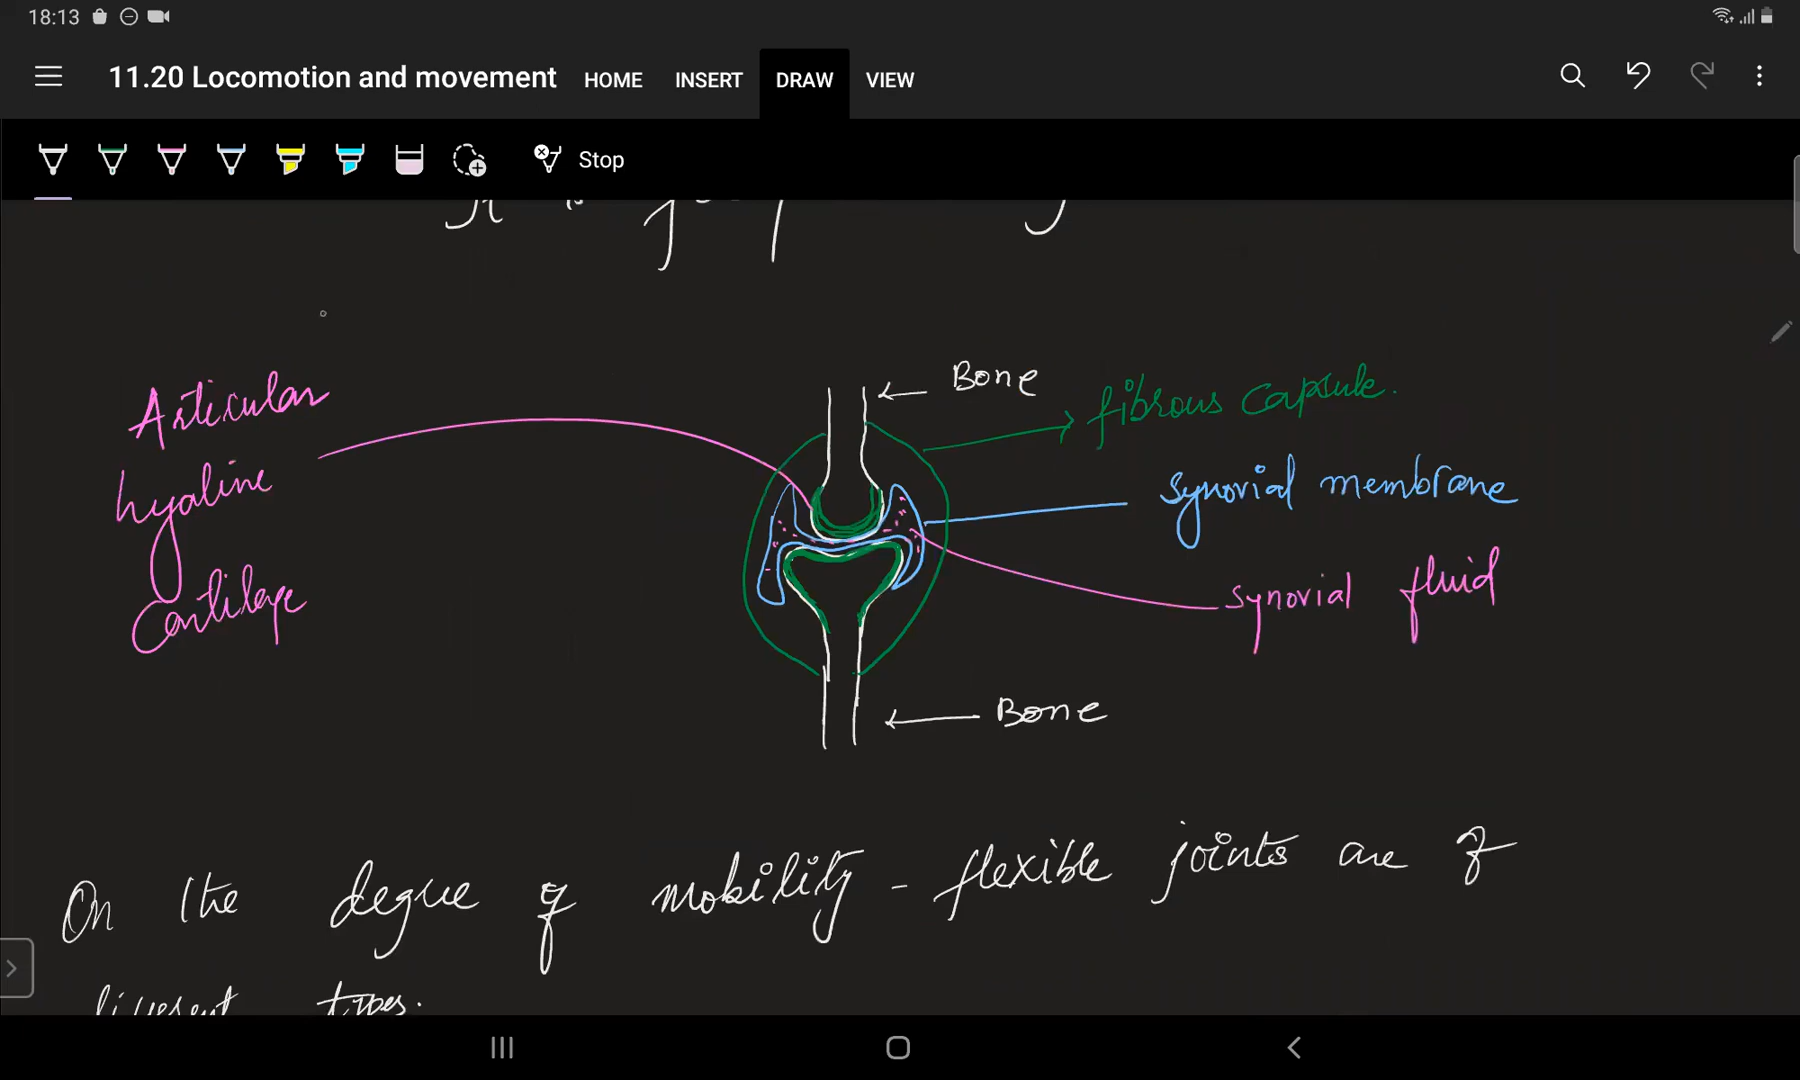 18:13
11.20 Locomotion and movement HOME INSERT DRAW VIEW
Stop
Bone
fibrous capsule.
Articular
hyaline
Cartilage
synovial membrane
synovial fluid
Bone
On the degree of mobility - flexible joints are of
different types.